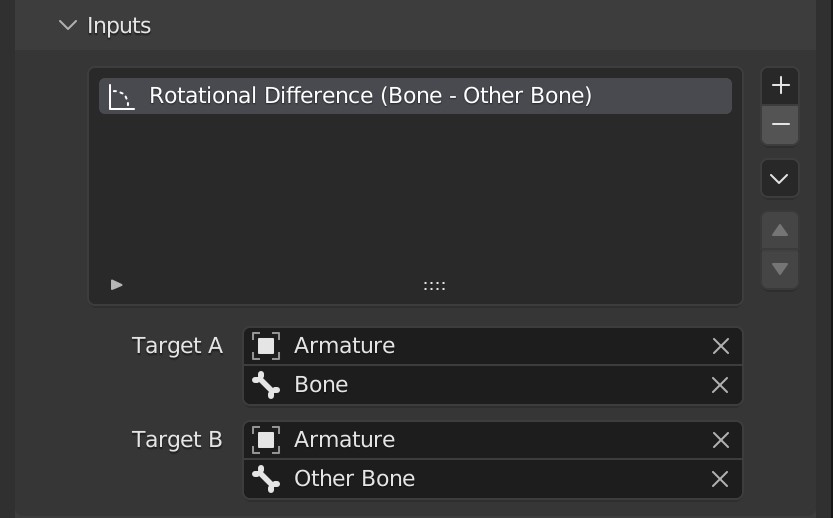 Inputs
Rotational Difference (Bone - Other Bone)
Target A
Armature
Bone
Target B
Armature
Other Bone